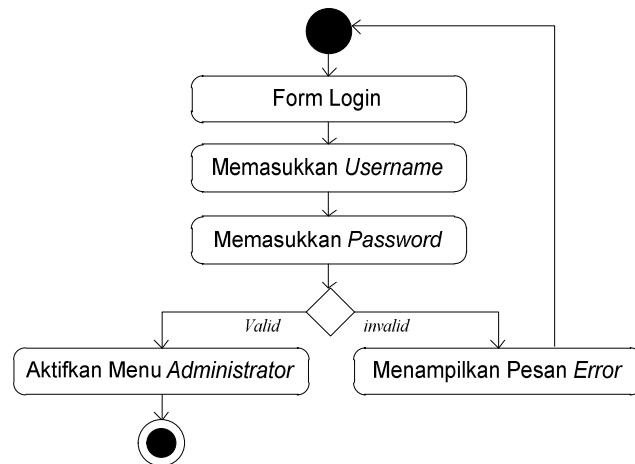 Form Login
Memasukkan Username
Memasukkan Password
Valid
invalid
Aktifkan Menu Administrator
Menampilkan Pesan Error